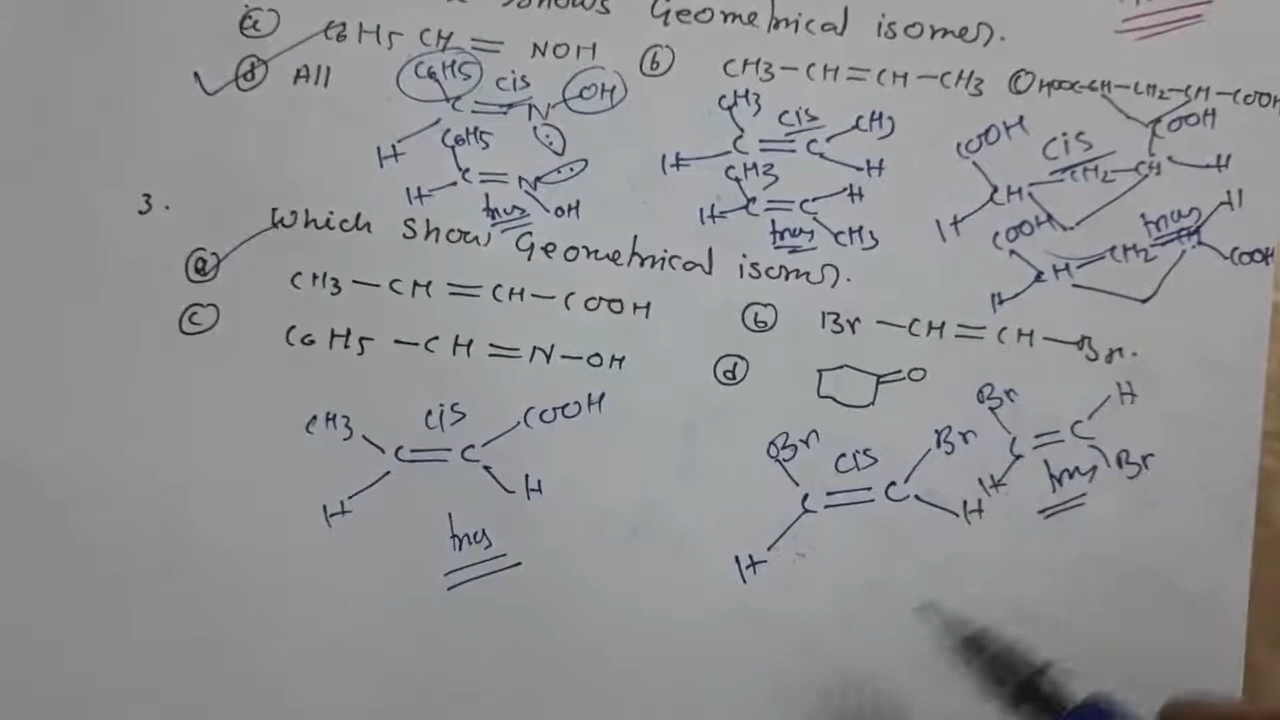 shows Geometrical isomer.
(a) C6H5 CH = NOH (b) CH3-CH=CH-CH3 (c) HOOC-CH-CH2-CH-COOH
(d) All
C6H5 cis OH
C=N
H
C6H5
C=N
H trans OH
CH3 cis CH3
C=C
H H
CH3 H
C=C
H trans CH3
COOH cis COOH
CH CH2 CH H
H
COOH trans H
CH CH2 COOH
H
3. Which Show Geometrical isoms.
(a) CH3-CH=CH-COOH (b) Br-CH=CH-Br.
(c) C6H5-CH=N-OH (d) =O
CH3 cis COOH
C=C
H H
trans
Br cis Br
C=C
H H
Br H
C=C
H trans Br